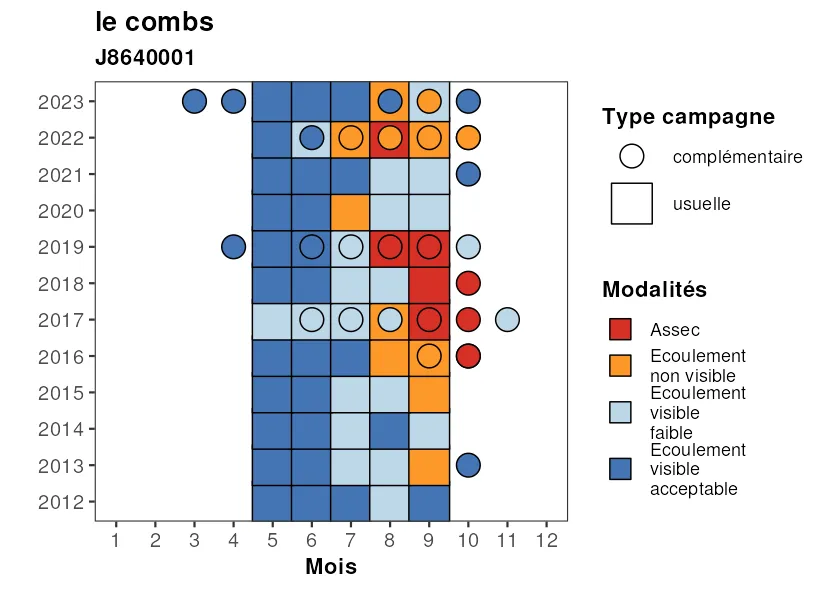 le combs
J8640001
2023
2022
2021
2020
2019
2018
2017
2016
2015
2014
2013
2012
1 2 3 4 5 6 7 8 9 10 11 12
Mois
Type campagne
complémentaire
usuelle
Modalités
Assec
Ecoulement
non visible
Ecoulement
visible
faible
Ecoulement
visible
acceptable